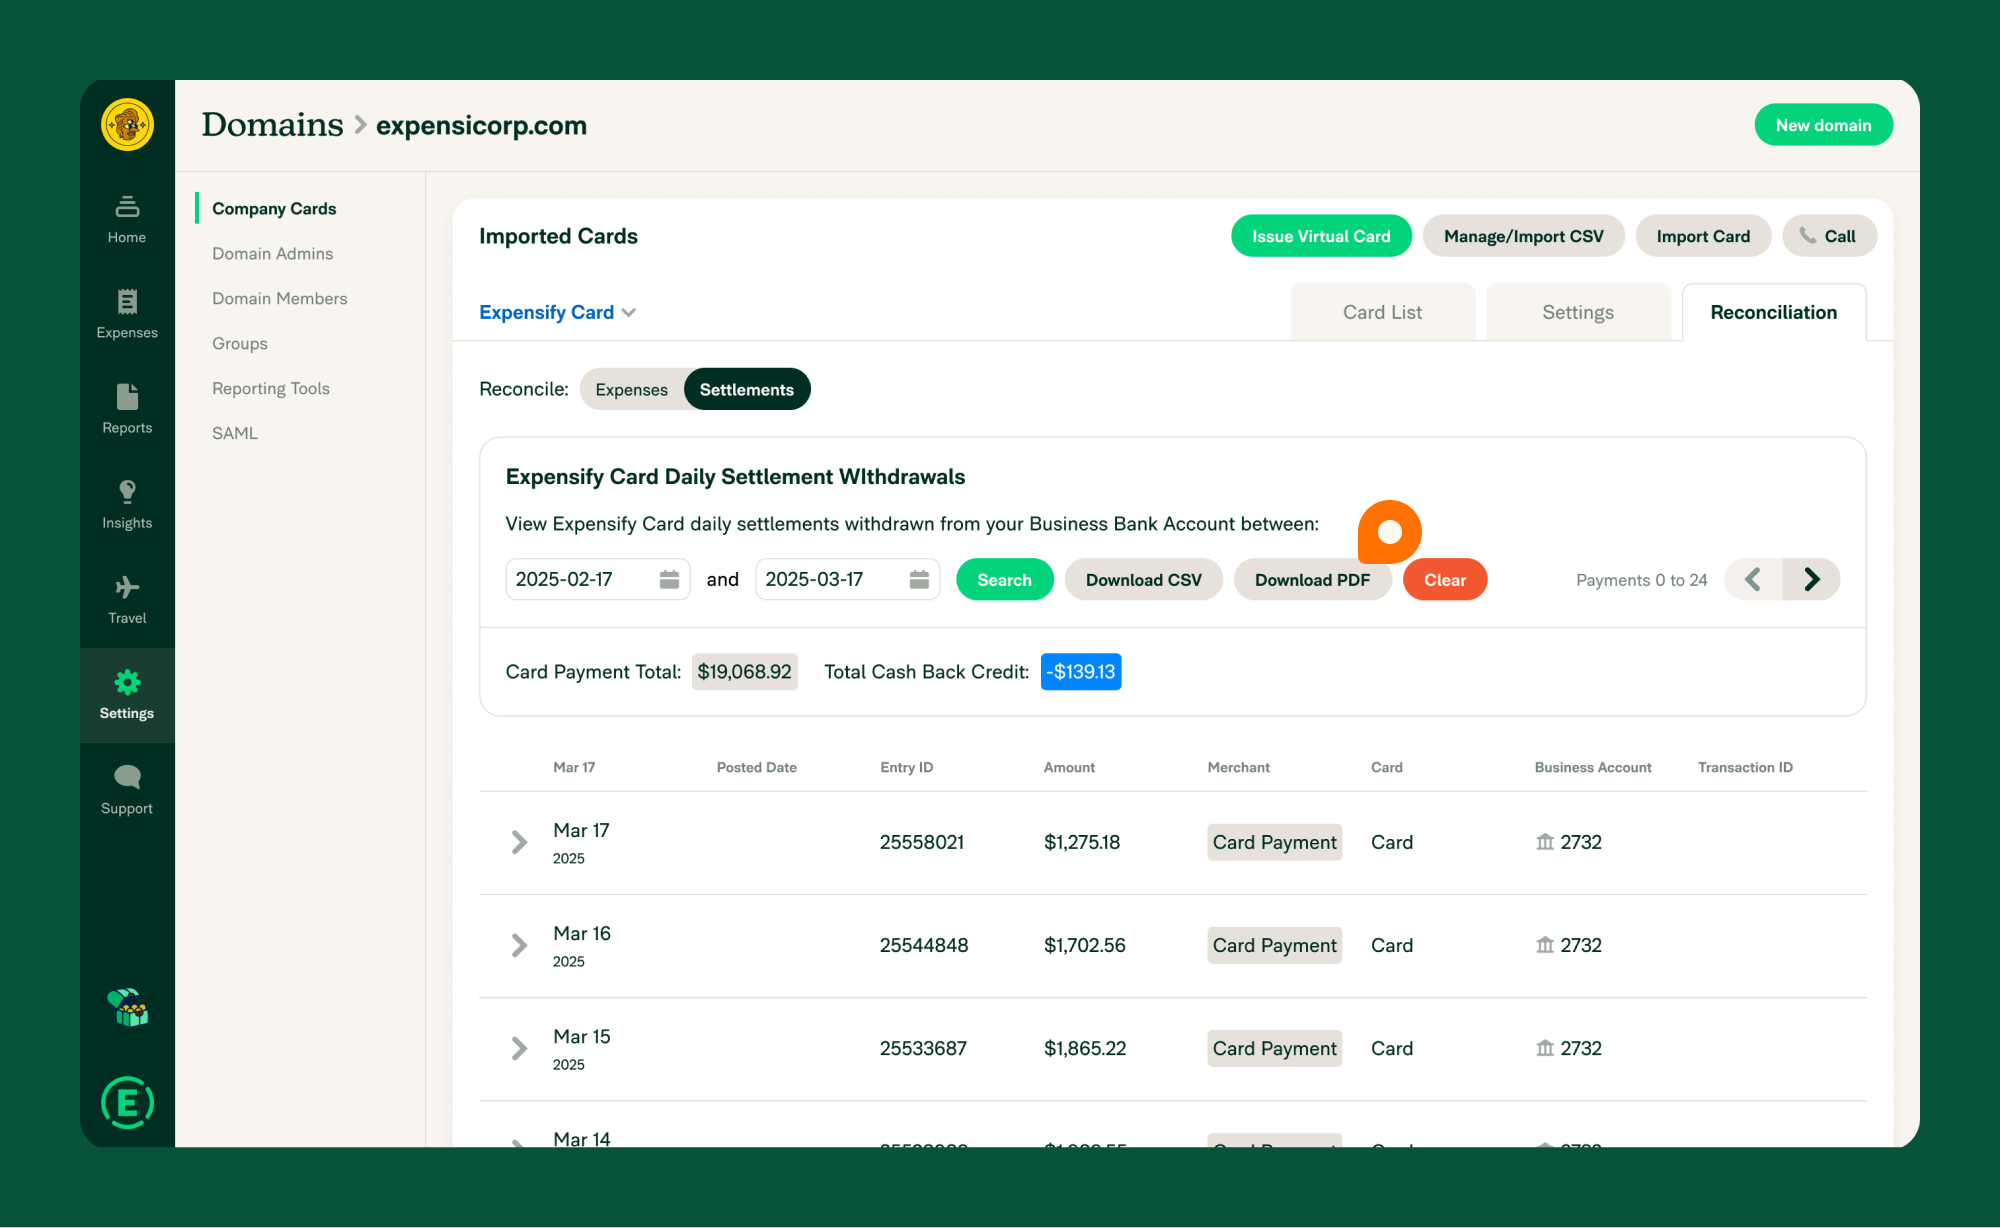 Domains > expensicorp.com
New domain
Home
Expenses
Reports
Insights
Travel
Settings
Support
E
Company Cards
Domain Admins
Domain Members
Groups
Reporting Tools
SAML
Imported Cards
Issue Virtual Card Manage/Import CSV Import Card Call
Expensify Card
Card List Settings Reconciliation
Reconcile: Expenses Settlements
Expensify Card Daily Settlement WIthdrawals
View Expensify Card daily settlements withdrawn from your Business Bank Account between:
2025-02-17 and 2025-03-17 Search Download CSV Download PDF Clear Payments 0 to 24
Card Payment Total: $19,068.92 Total Cash Back Credit: -$139.13
Mar 17 Posted Date Entry ID Amount Merchant Card Business Account Transaction ID
Mar 17 25558021 $1,275.18 Card Payment Card 2732
2025
Mar 16 25544848 $1,702.56 Card Payment Card 2732
2025
Mar 15 25533687 $1,865.22 Card Payment Card 2732
2025
Mar 14